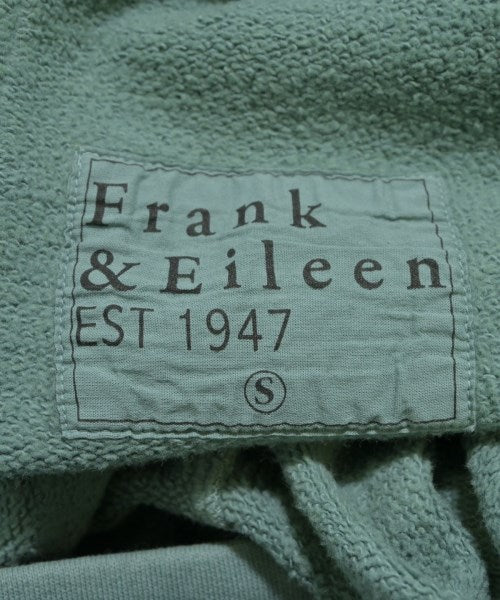 Frank
& Eileen
EST 1947
S